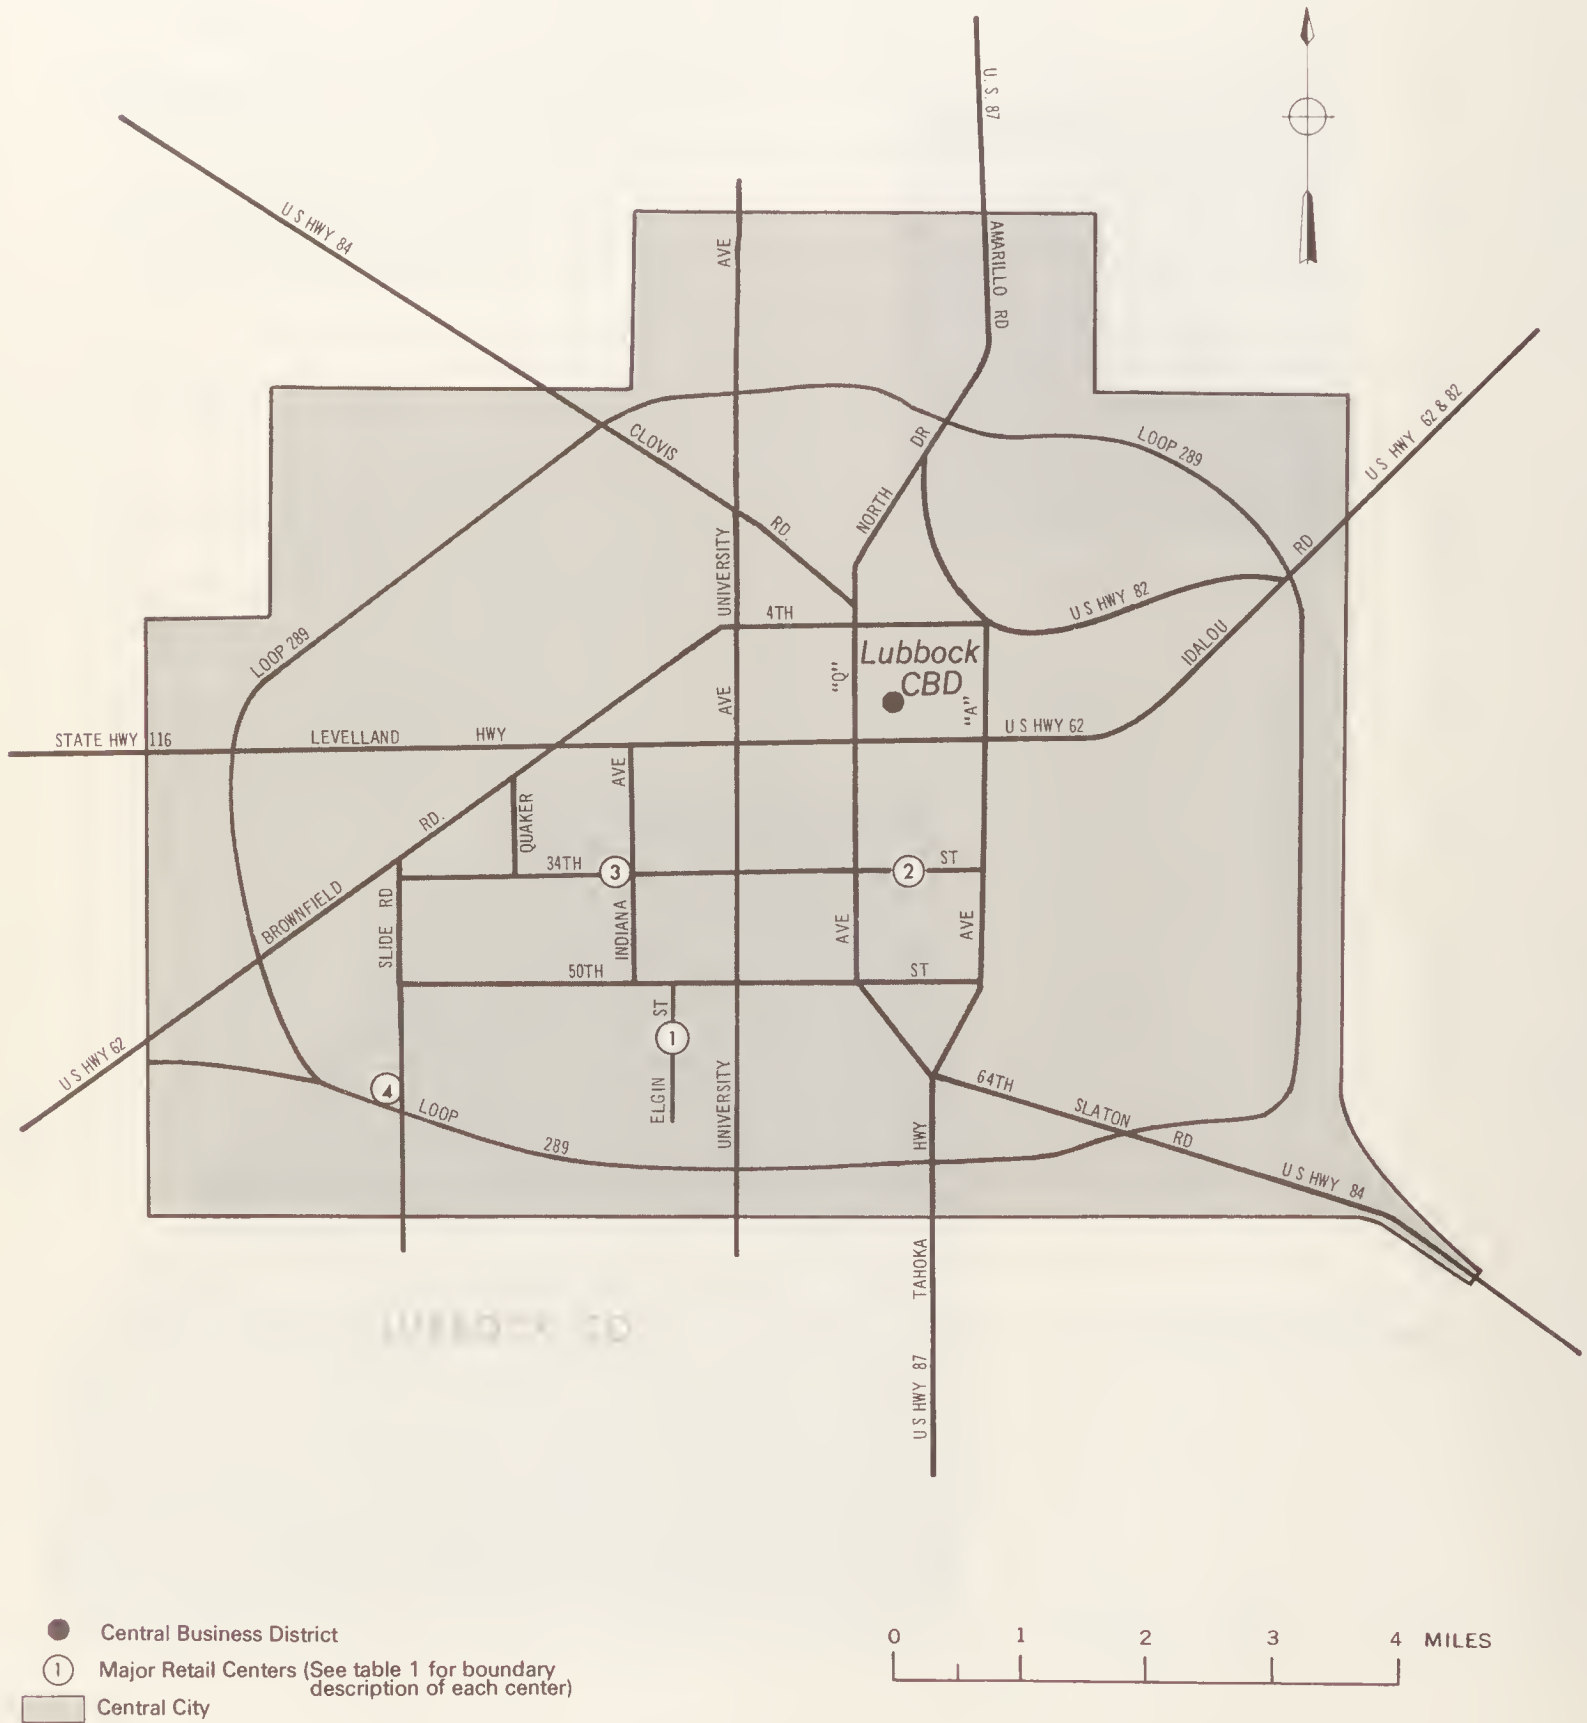 U.S. 87
U S HWY 84
AVE
AMARILLO RD
U S HWY 62 & 82
CLOVIS
RD.
NORTH
DR
LOOP 289
RD
UNIVERSITY
4TH
U S HWY 82
IDALOU
LOOP 289
Lubbock
CBD
"Q"
"A"
AVE
STATE HWY 116
LEVELLAND
HWY
U S HWY 62
AVE
QUAKER
RD.
34TH
3
2
ST
BROWNFIELD
SLIDE RD
INDIANA
AVE
AVE
50TH
ST
ST
1
U S HWY 62
4
ELGIN
UNIVERSITY
LOOP
289
64TH
SLATON
RD
HWY
U S HWY 84
TAHOKA
U S HWY 87
Central Business District
1
Major Retail Centers (See table 1 for boundary
description of each center)
Central City
0 1 2 3 4 MILES